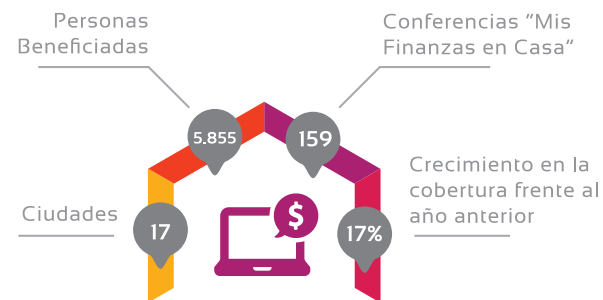 Personas
Beneficiadas
5.855
Conferencias "Mis
Finanzas en Casa"
159
Ciudades
17
$
Crecimiento en la
cobertura frente al
año anterior
17%